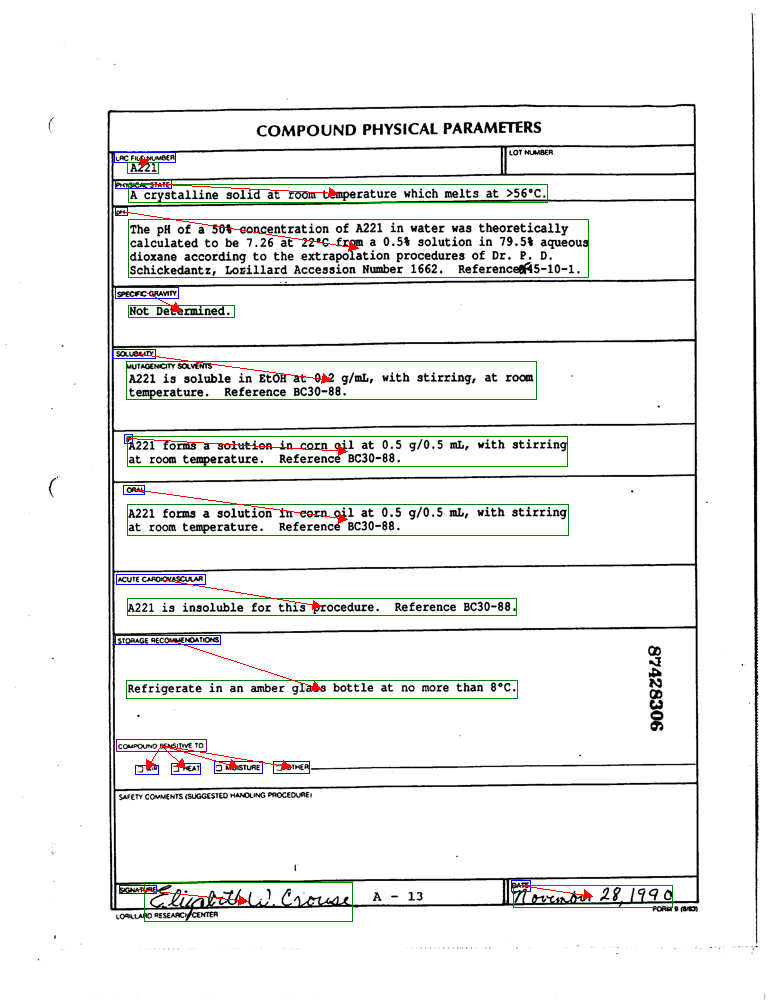 COMPOUND PHYSICAL PARAMETERS
LRC FILE NUMBER
A221
LOT NUMBER
PHYSICAL STATE
A crystalline solid at room temperature which melts at >56°C.
pH
The pH of a 50% concentration of A221 in water was theoretically
calculated to be 7.26 at 22°C from a 0.5% solution in 79.5% aqueous
dioxane according to the extrapolation procedures of Dr. P. D.
Schickedantz, Lorillard Accession Number 1662. Reference 45-10-1.
SPECIFIC GRAVITY
Not Determined.
SOLUBILITY
MUTAGENICITY SOLVENTS
A221 is soluble in EtOH at 0.2 g/mL, with stirring, at room
temperature. Reference BC30-88.
A221 forms a solution in corn oil at 0.5 g/0.5 mL, with stirring
at room temperature. Reference BC30-88.
ORAL
A221 forms a solution in corn oil at 0.5 g/0.5 mL, with stirring
at room temperature. Reference BC30-88.
ACUTE CARDIOVASCULAR
A221 is insoluble for this procedure. Reference BC30-88.
STORAGE RECOMMENDATIONS
Refrigerate in an amber glass bottle at no more than 8°C.
87428306
COMPOUND SENSITIVE TO
AIR HEAT MOISTURE OTHER
SAFETY COMMENTS (SUGGESTED HANDLING PROCEDURE)
SIGNATURE
Elizabeth W. Crouse
A - 13
DATE
November 28, 1990
LORILLARD RESEARCH CENTER
FORM 9 (8/83)